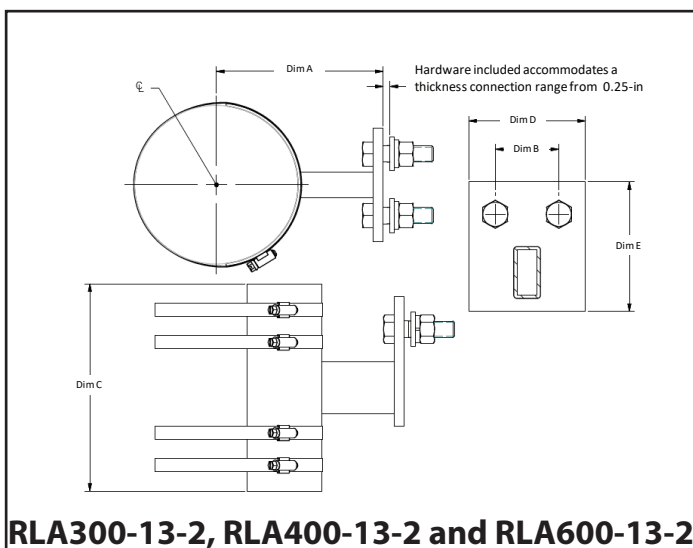 Dim A
Hardware included accommodates a
thickness connection range from 0.25-in
℄
Dim D
Dim B
Dim E
Dim C
RLA300-13-2, RLA400-13-2 and RLA600-13-2